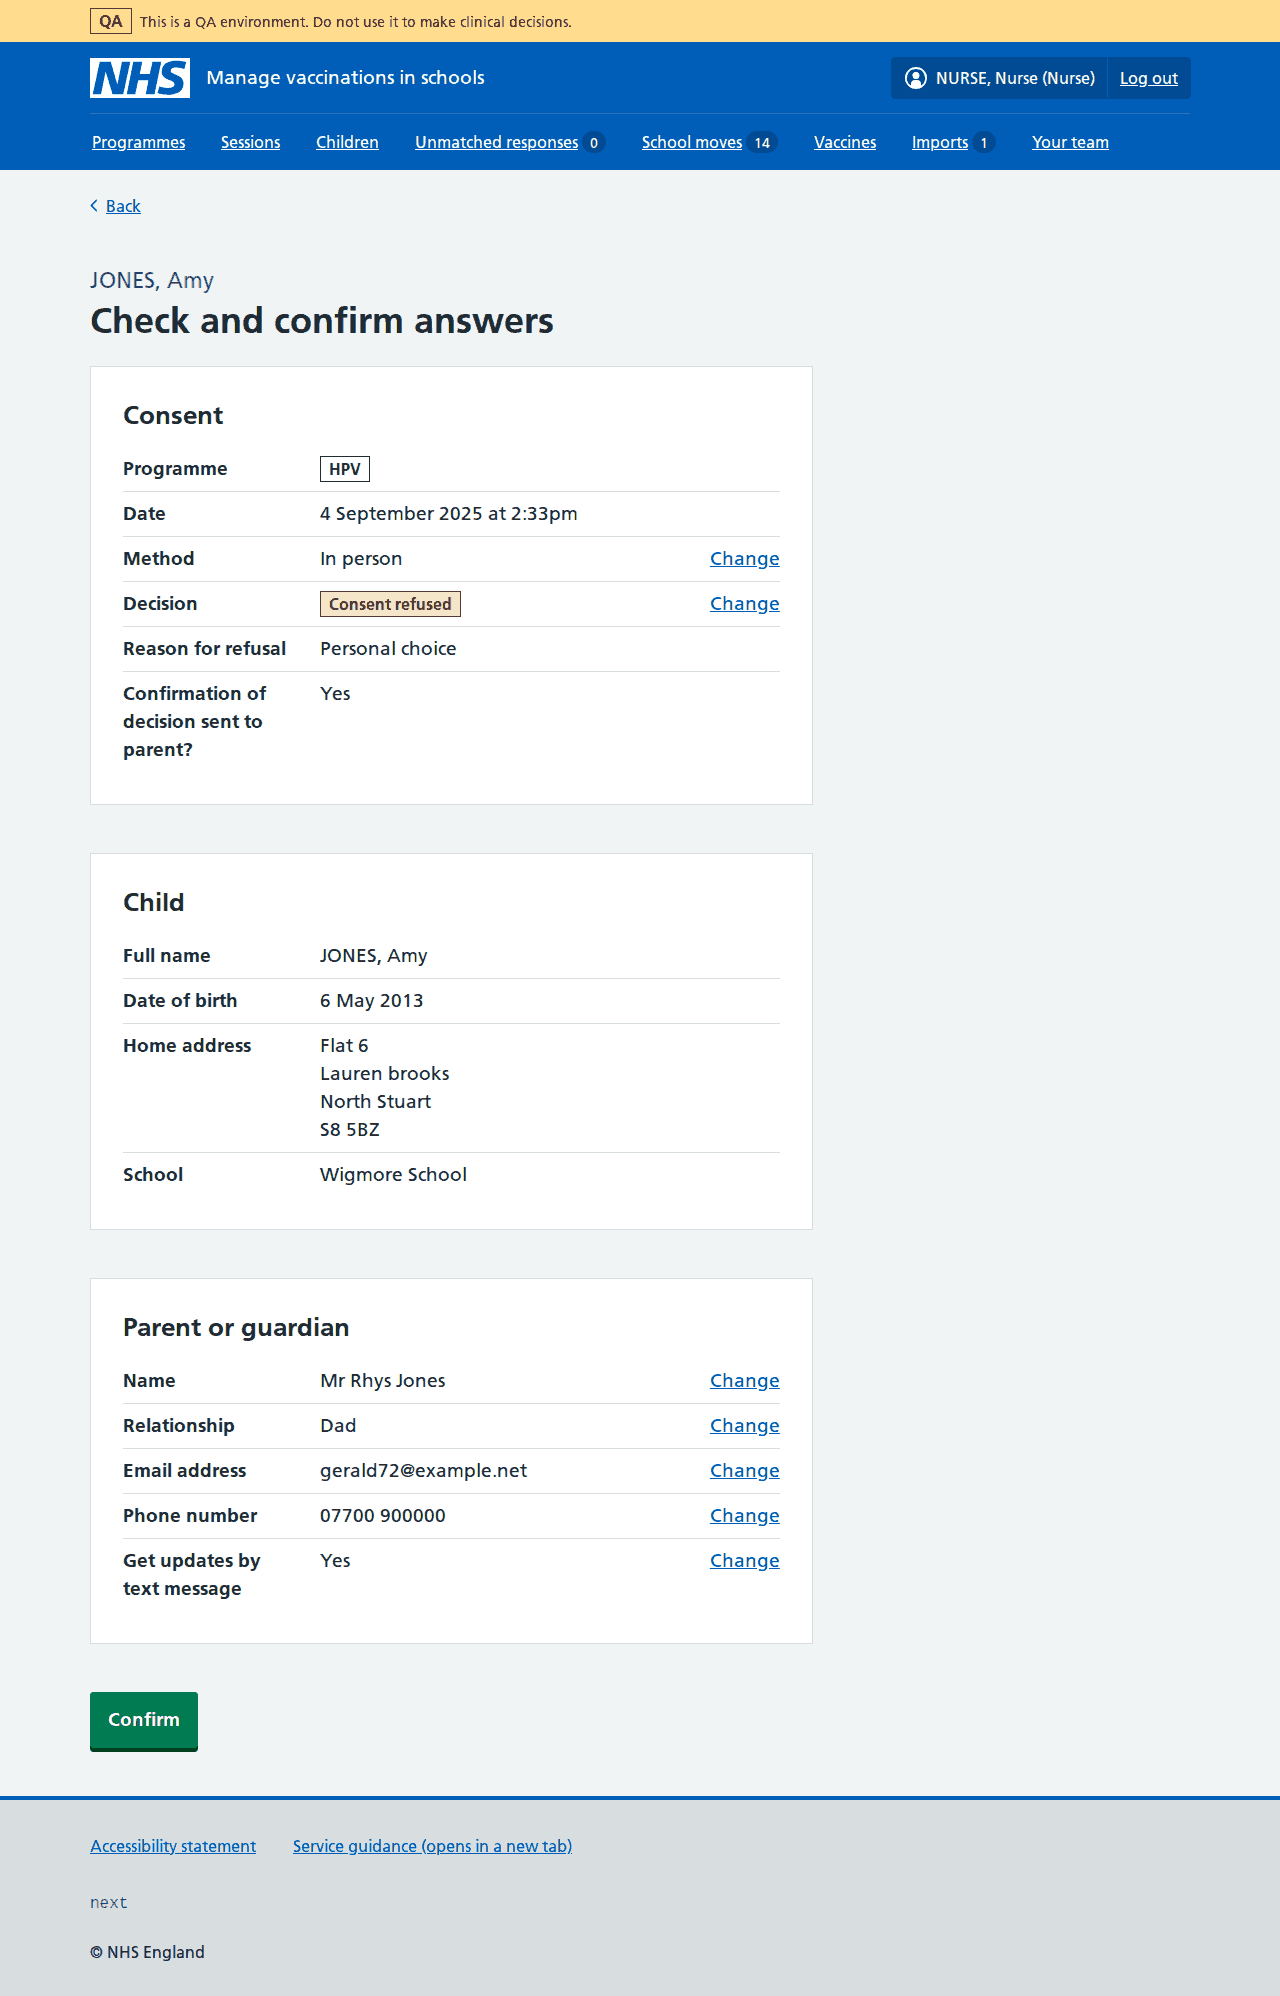 QA This is a QA environment. Do not use it to make clinical decisions.
NHS Manage vaccinations in schools NURSE, Nurse (Nurse) Log out
Programmes Sessions Children Unmatched responses 0 School moves 14 Vaccines Imports 1 Your team
Back
JONES, Amy
Check and confirm answers
Consent
Programme HPV
Date 4 September 2025 at 2:33pm
Method In person Change
Decision Consent refused Change
Reason for refusal Personal choice
Confirmation of Yes
decision sent to
parent?
Child
Full name JONES, Amy
Date of birth 6 May 2013
Home address Flat 6
Lauren brooks
North Stuart
S8 5BZ
School Wigmore School
Parent or guardian
Name Mr Rhys Jones Change
Relationship Dad Change
Email address gerald72@example.net Change
Phone number 07700 900000 Change
Get updates by Yes Change
text message
Confirm
Accessibility statement Service guidance (opens in a new tab)
next
© NHS England